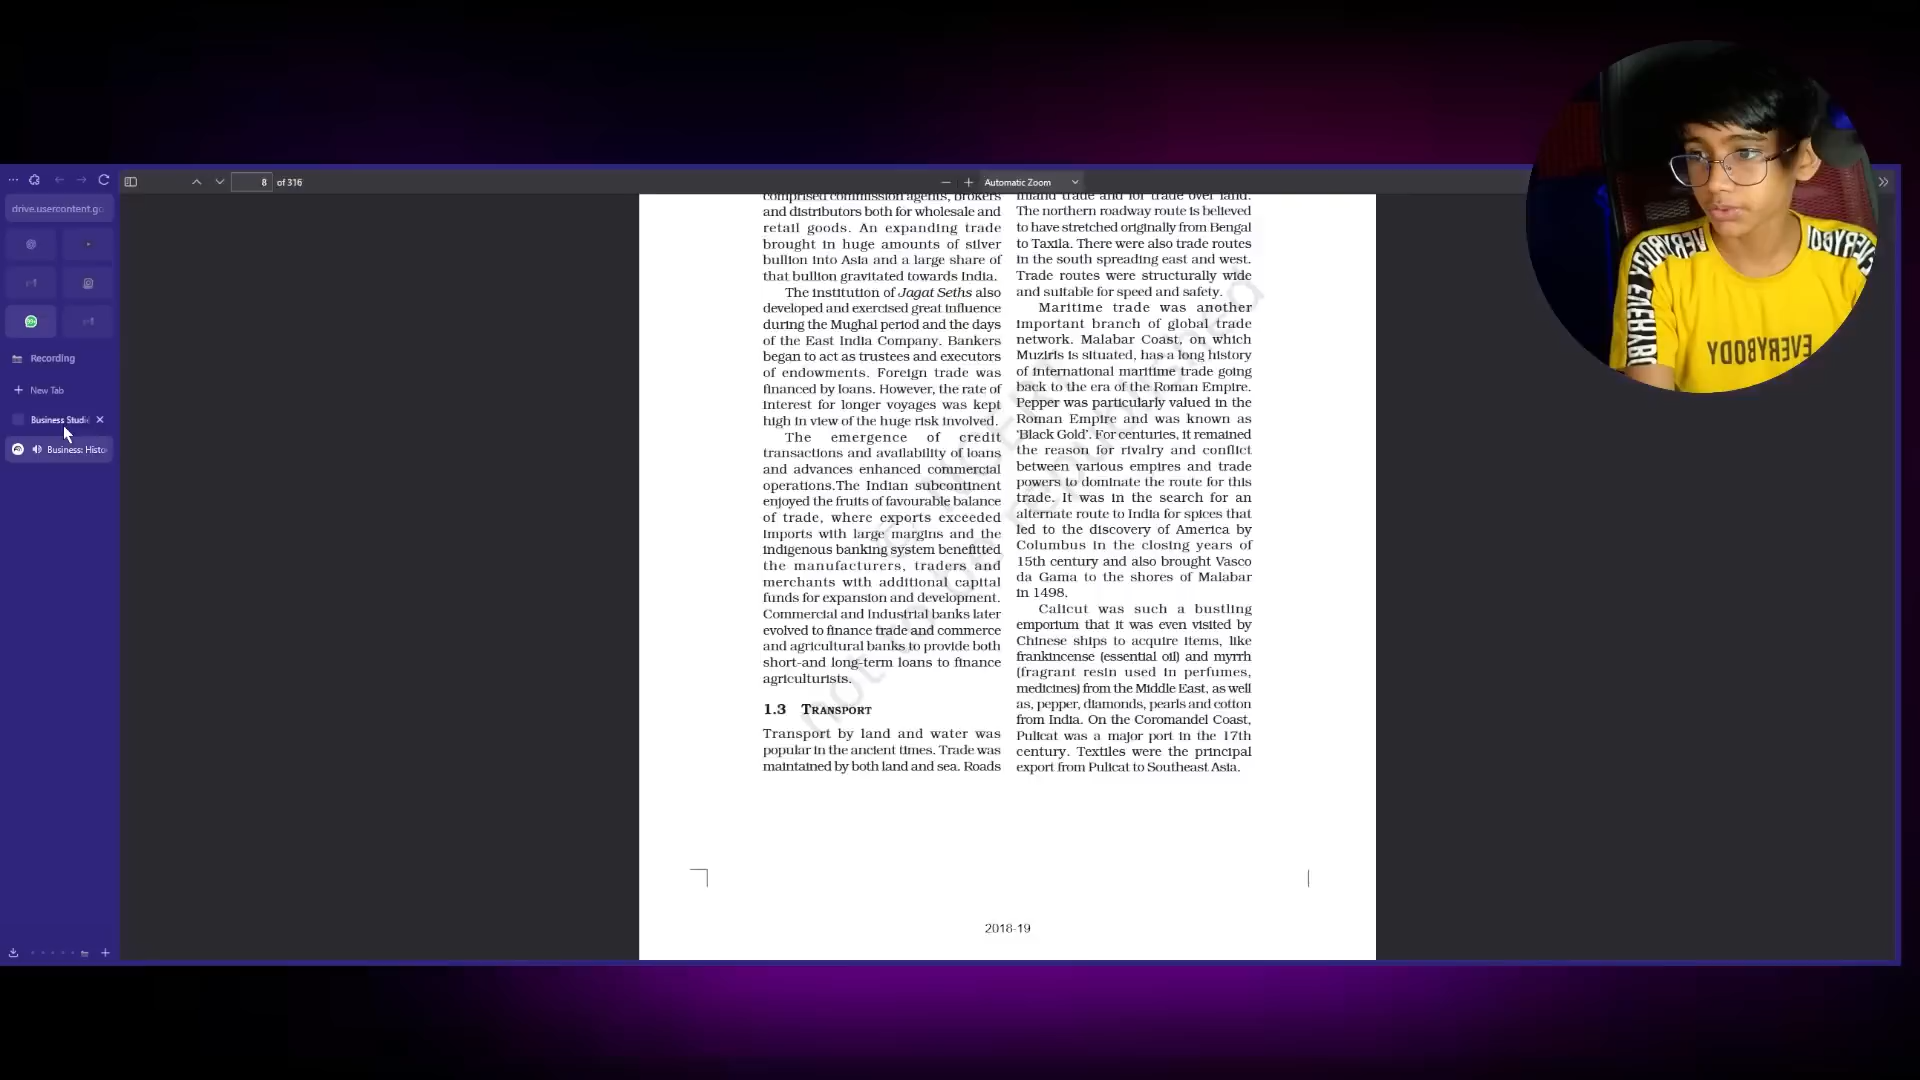 8 of 316
Automatic Zoom
drive.usercontent.go
Recording
New Tab
Business Studi
Business: Histo
comprised commission agents, brokers
and distributors both for wholesale and
retail goods. An expanding trade
brought in huge amounts of silver
bullion into Asia and a large share of
that bullion gravitated towards India.
The institution of Jagat Seths also
developed and exercised great influence
during the Mughal period and the days
of the East India Company. Bankers
began to act as trustees and executors
of endowments. Foreign trade was
financed by loans. However, the rate of
interest for longer voyages was kept
high in view of the huge risk involved.
The emergence of credit
transactions and availability of loans
and advances enhanced commercial
operations.The Indian subcontinent
enjoyed the fruits of favourable balance
of trade, where exports exceeded
imports with large margins and the
indigenous banking system benefitted
the manufacturers, traders and
merchants with additional capital
funds for expansion and development.
Commercial and Industrial banks later
evolved to finance trade and commerce
and agricultural banks to provide both
short-and long-term loans to finance
agriculturists.
1.3 Transport
Transport by land and water was
popular in the ancient times. Trade was
maintained by both land and sea. Roads
inland trade and for trade over land.
The northern roadway route is believed
to have stretched originally from Bengal
to Taxila. There were also trade routes
in the south spreading east and west.
Trade routes were structurally wide
and suitable for speed and safety.
Maritime trade was another
important branch of global trade
network. Malabar Coast, on which
Muziris is situated, has a long history
of international maritime trade going
back to the era of the Roman Empire.
Pepper was particularly valued in the
Roman Empire and was known as
‘Black Gold’. For centuries, it remained
the reason for rivalry and conflict
between various empires and trade
powers to dominate the route for this
trade. It was in the search for an
alternate route to India for spices that
led to the discovery of America by
Columbus in the closing years of
15th century and also brought Vasco
da Gama to the shores of Malabar
in 1498.
Calicut was such a bustling
emporium that it was even visited by
Chinese ships to acquire items, like
frankincense (essential oil) and myrrh
(fragrant resin used in perfumes,
medicines) from the Middle East, as well
as, pepper, diamonds, pearls and cotton
from India. On the Coromandel Coast,
Pulicat was a major port in the 17th
century. Textiles were the principal
export from Pulicat to Southeast Asia.
not to be republished
2018-19
EVERYBODY
EVERYBODY